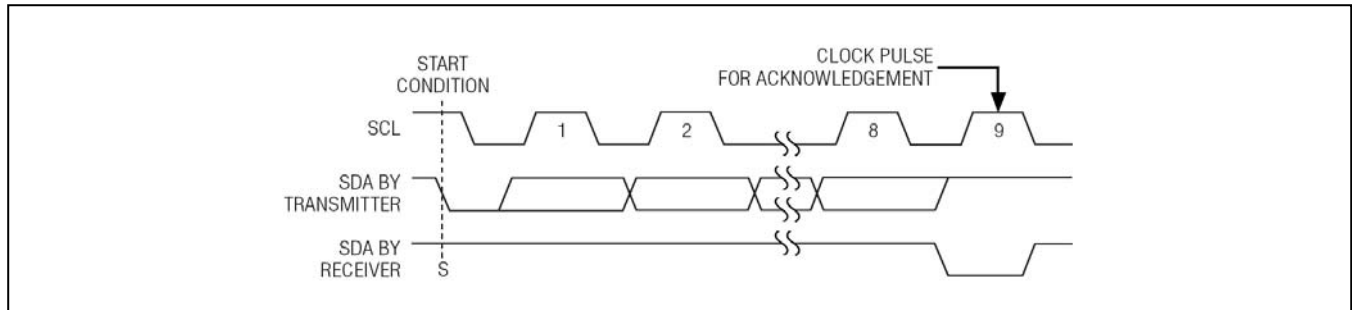 START
CONDITION
CLOCK PULSE
FOR ACKNOWLEDGEMENT
SCL
1
2
8
9
SDA BY
TRANSMITTER
SDA BY
RECEIVER
S